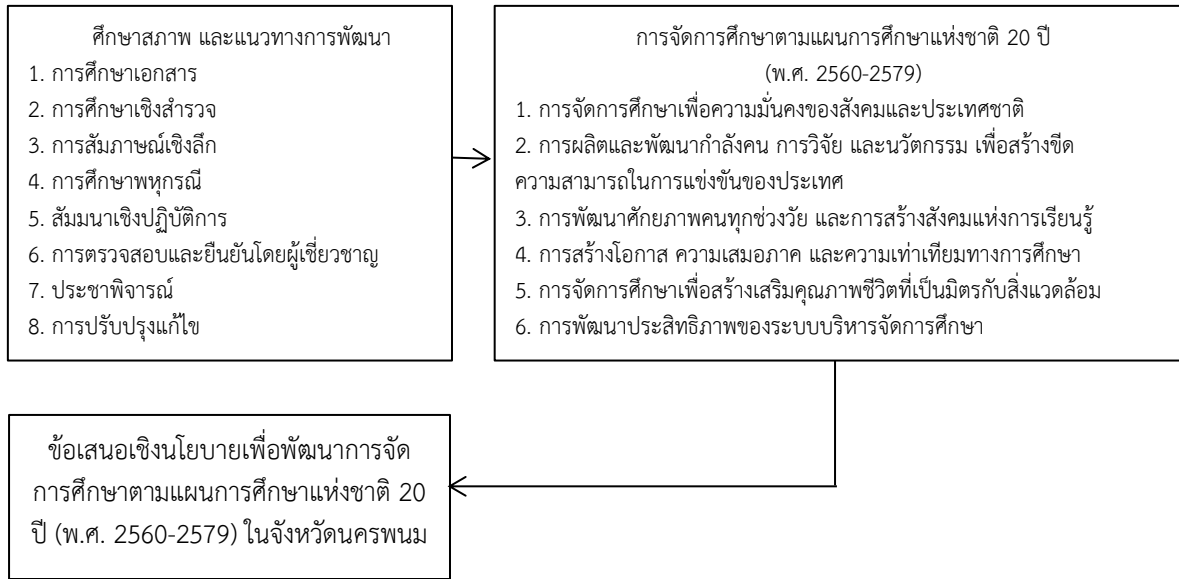 ศึกษาสภาพ และแนวทางการพัฒนา
1. การศึกษาเอกสาร
2. การศึกษาเชิงสำรวจ
3. การสัมภาษณ์เชิงลึก
4. การศึกษาพหุกรณี
5. สัมมนาเชิงปฏิบัติการ
6. การตรวจสอบและยืนยันโดยผู้เชี่ยวชาญ
7. ประชาพิจารณ์
8. การปรับปรุงแก้ไข
การจัดการศึกษาตามแผนการศึกษาแห่งชาติ 20 ปี
(พ.ศ. 2560-2579)
1. การจัดการศึกษาเพื่อความมั่นคงของสังคมและประเทศชาติ
2. การผลิตและพัฒนากำลังคน การวิจัย และนวัตกรรม เพื่อสร้างขีด
ความสามารถในการแข่งขันของประเทศ
3. การพัฒนาศักยภาพคนทุกช่วงวัย และการสร้างสังคมแห่งการเรียนรู้
4. การสร้างโอกาส ความเสมอภาค และความเท่าเทียมทางการศึกษา
5. การจัดการศึกษาเพื่อสร้างเสริมคุณภาพชีวิตที่เป็นมิตรกับสิ่งแวดล้อม
6. การพัฒนาประสิทธิภาพของระบบบริหารจัดการศึกษา
ข้อเสนอเชิงนโยบายเพื่อพัฒนาการจัด
การศึกษาตามแผนการศึกษาแห่งชาติ 20
ปี (พ.ศ. 2560-2579) ในจังหวัดนครพนม